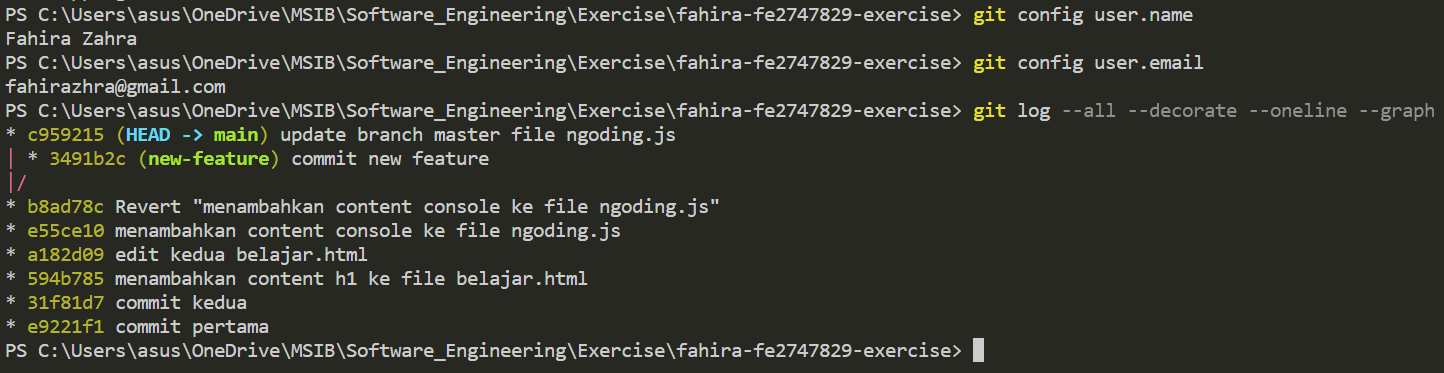 PS C:\Users\asus\OneDrive\MSIB\Software_Engineering\Exercise\fahira-fe2747829-exercise> git config user.name
Fahira Zahra
PS C:\Users\asus\OneDrive\MSIB\Software_Engineering\Exercise\fahira-fe2747829-exercise> git config user.email
fahirazhra@gmail.com
PS C:\Users\asus\OneDrive\MSIB\Software_Engineering\Exercise\fahira-fe2747829-exercise> git log --all --decorate --oneline --graph
* c959215 (HEAD -> main) update branch master file ngoding.js
| * 3491b2c (new-feature) commit new feature
|/
* b8ad78c Revert "menambahkan content console ke file ngoding.js"
* e55ce10 menambahkan content console ke file ngoding.js
* a182d09 edit kedua belajar.html
* 594b785 menambahkan content h1 ke file belajar.html
* 31f81d7 commit kedua
* e9221f1 commit pertama
PS C:\Users\asus\OneDrive\MSIB\Software_Engineering\Exercise\fahira-fe2747829-exercise>